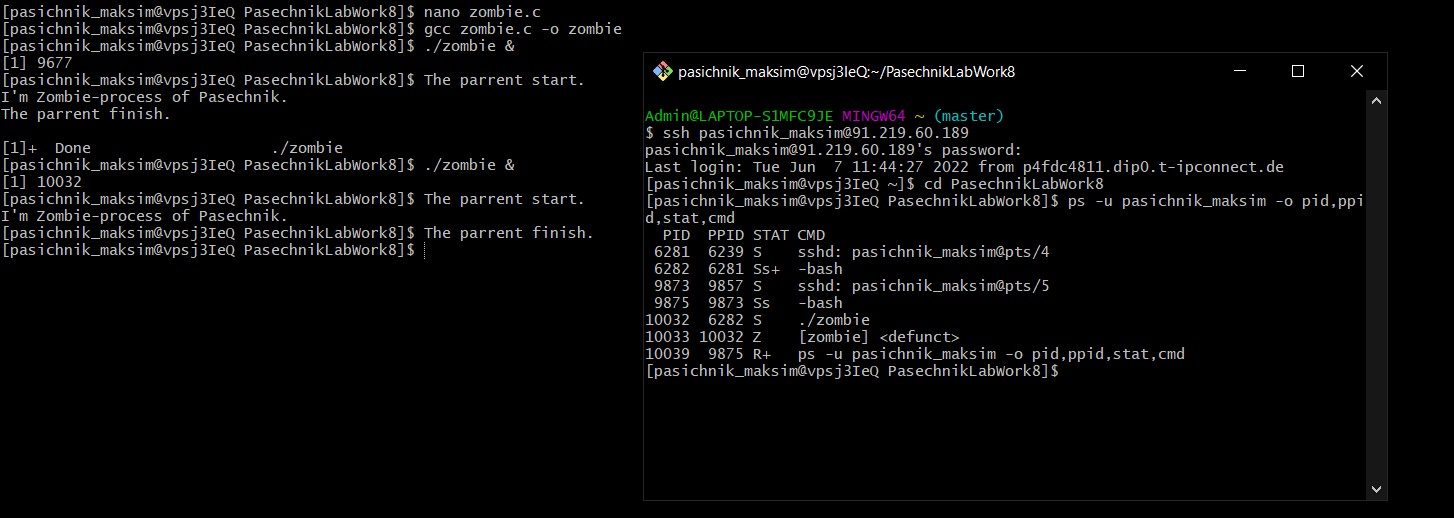 [pasichnik_maksim@vpsj3IeQ PasechnikLabWork8]$ nano zombie.c
[pasichnik_maksim@vpsj3IeQ PasechnikLabWork8]$ gcc zombie.c -o zombie
[pasichnik_maksim@vpsj3IeQ PasechnikLabWork8]$ ./zombie &
[1] 9677
[pasichnik_maksim@vpsj3IeQ PasechnikLabWork8]$ The parrent start.
I'm Zombie-process of Pasechnik.
The parrent finish.
[1]+  Done                    ./zombie
[pasichnik_maksim@vpsj3IeQ PasechnikLabWork8]$ ./zombie &
[1] 10032
[pasichnik_maksim@vpsj3IeQ PasechnikLabWork8]$ The parrent start.
I'm Zombie-process of Pasechnik.
[pasichnik_maksim@vpsj3IeQ PasechnikLabWork8]$ The parrent finish.
[pasichnik_maksim@vpsj3IeQ PasechnikLabWork8]$
pasichnik_maksim@vpsj3IeQ:~/PasechnikLabWork8
Admin@LAPTOP-S1MFC9JE MINGW64 ~ (master)
$ ssh pasichnik_maksim@91.219.60.189
pasichnik_maksim@91.219.60.189's password:
Last login: Tue Jun  7 11:44:27 2022 from p4fdc4811.dip0.t-ipconnect.de
[pasichnik_maksim@vpsj3IeQ ~]$ cd PasechnikLabWork8
[pasichnik_maksim@vpsj3IeQ PasechnikLabWork8]$ ps -u pasichnik_maksim -o pid,ppi
d,stat,cmd
  PID  PPID STAT CMD
 6281  6239 S    sshd: pasichnik_maksim@pts/4
 6282  6281 Ss+  -bash
 9873  9857 S    sshd: pasichnik_maksim@pts/5
 9875  9873 Ss   -bash
10032  6282 S    ./zombie
10033 10032 Z    [zombie] <defunct>
10039  9875 R+   ps -u pasichnik_maksim -o pid,ppid,stat,cmd
[pasichnik_maksim@vpsj3IeQ PasechnikLabWork8]$